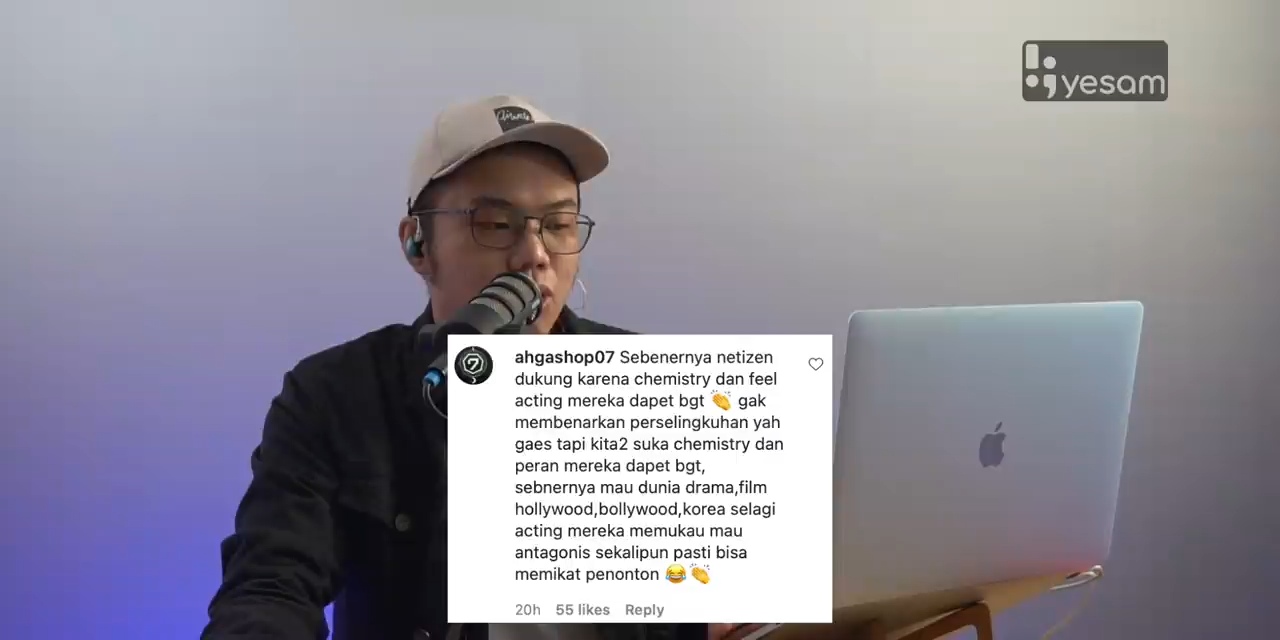 yesam
ahgashop07 Sebenernya netizen
dukung karena chemistry dan feel
acting mereka dapet bgt 👏 gak
membenarkan perselingkuhan yah
gaes tapi kita2 suka chemistry dan
peran mereka dapet bgt,
sebnernya mau dunia drama,film
hollywood,bollywood,korea selagi
acting mereka memukau mau
antagonis sekalipun pasti bisa
memikat penonton 😂👏
20h 55 likes Reply